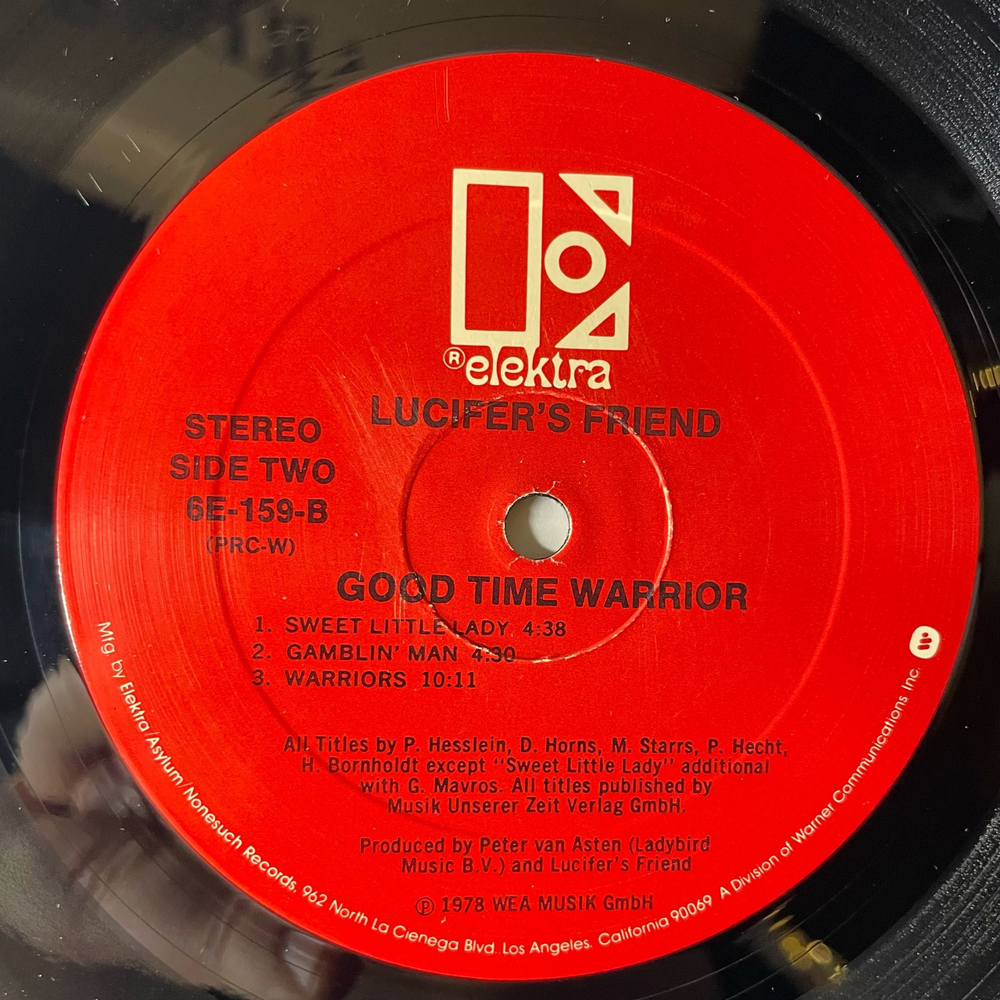 ® elektra
LUCIFER'S FRIEND
STEREO
SIDE TWO
6E-159-B
(PRC-W)
GOOD TIME WARRIOR
1. SWEET LITTLE LADY 4:38
2. GAMBLIN' MAN 4:30
3. WARRIORS 10:11
All Titles by P. Hesslein, D. Horns, M. Starrs, P. Hecht,
H. Bornholdt except "Sweet Little Lady" additional
with G. Mavros. All titles published by
Musik Unserer Zeit Verlag GmbH.
Produced by Peter van Asten (Ladybird
Music B.V.) and Lucifer's Friend
℗ 1978 WEA MUSIK GmbH
Mfg. by Elektra/Asylum/Nonesuch Records, 962 North La Cienega Blvd. Los Angeles. California 90069 A Division of Warner Communications Inc.